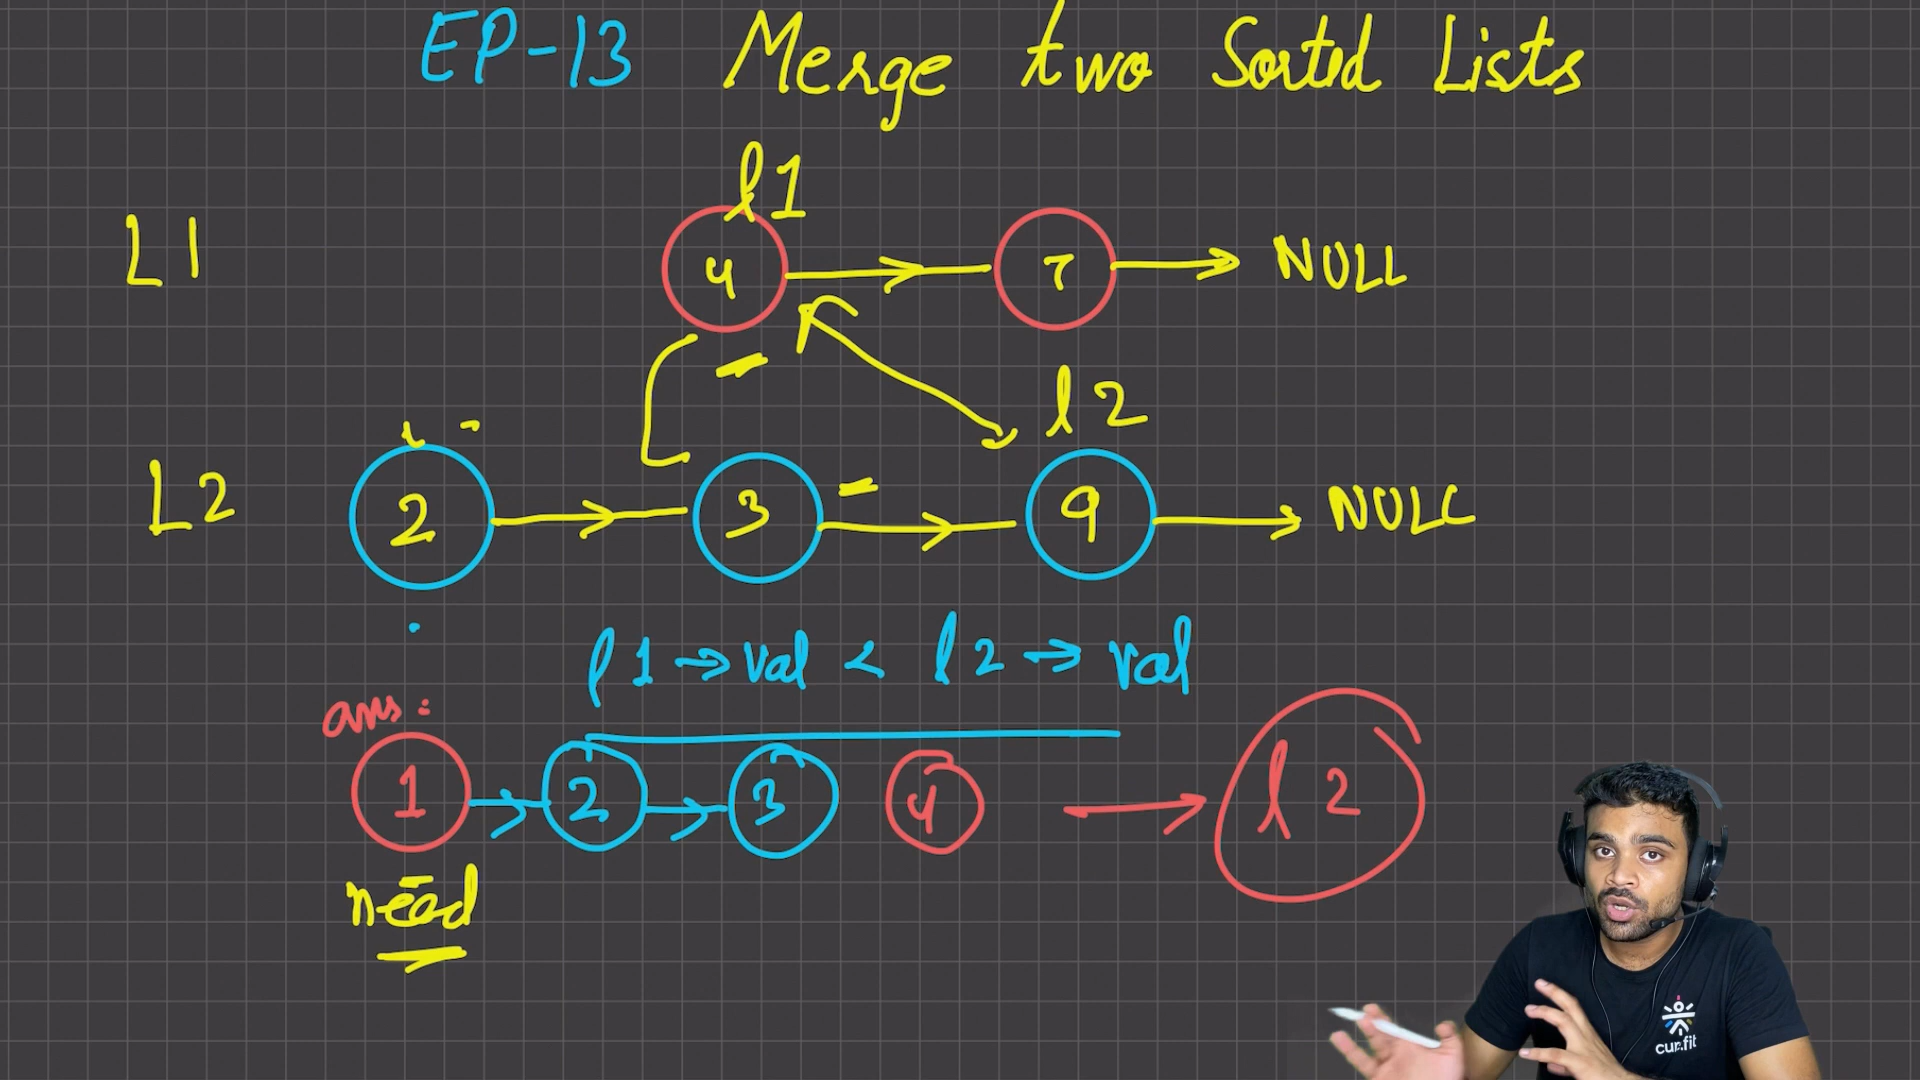 EP-13 Merge two Sorted Lists
l1
L1
4 7 NULL
l2
L2
2 3 9 NULL
l1 → val < l2 → val
ans:
1 → 2 → 3 4 → l2
need
cult.fit